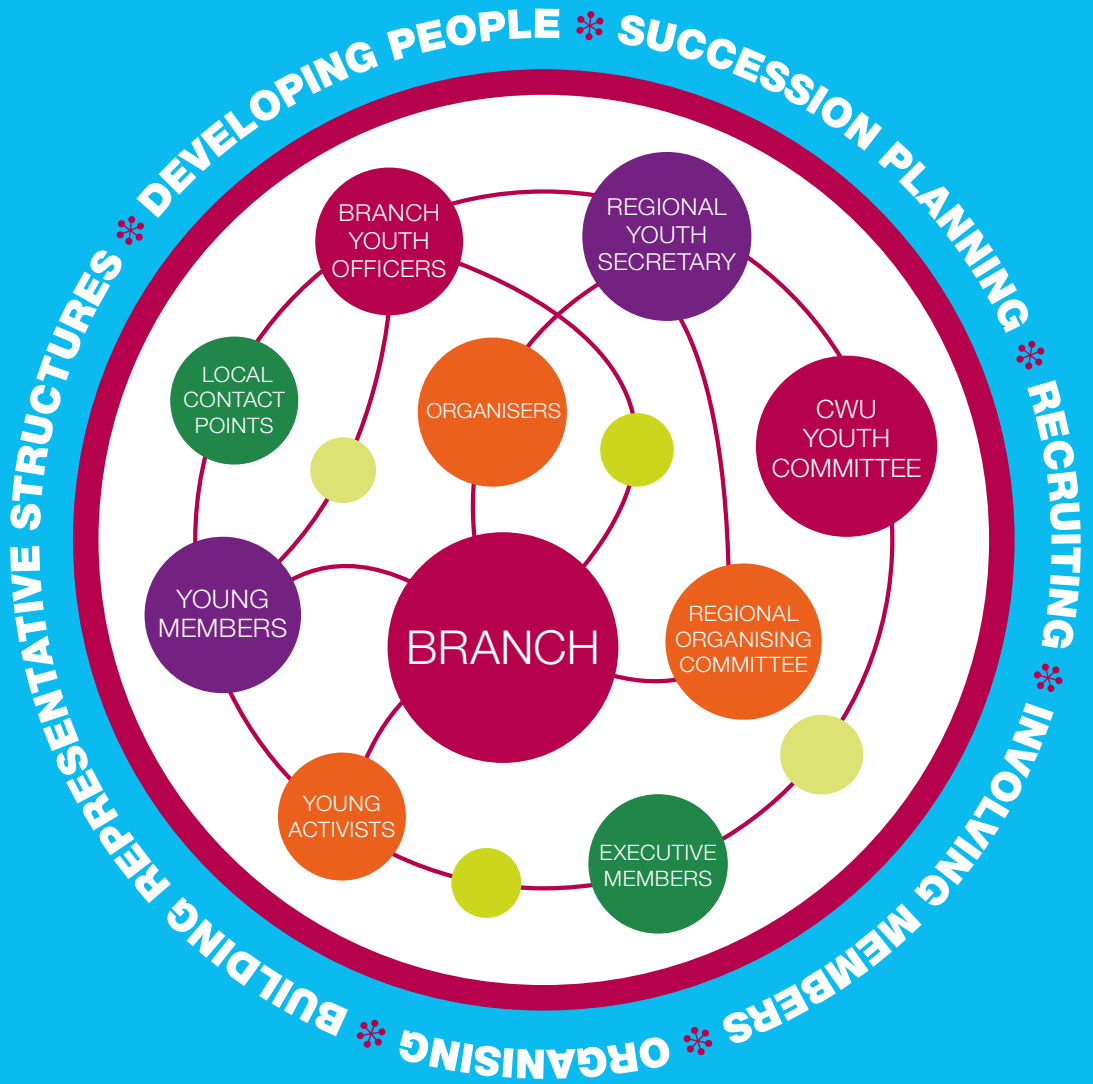 DEVELOPING PEOPLE * SUCCESSION PLANNING * RECRUITING * INVOLVING MEMBERS * ORGANISING * BUILDING REPRESENTATIVE STRUCTURES *
BRANCH
YOUTH
OFFICERS
REGIONAL
YOUTH
SECRETARY
LOCAL
CONTACT
POINTS
ORGANISERS
CWU
YOUTH
COMMITTEE
YOUNG
MEMBERS
BRANCH
REGIONAL
ORGANISING
COMMITTEE
YOUNG
ACTIVISTS
EXECUTIVE
MEMBERS